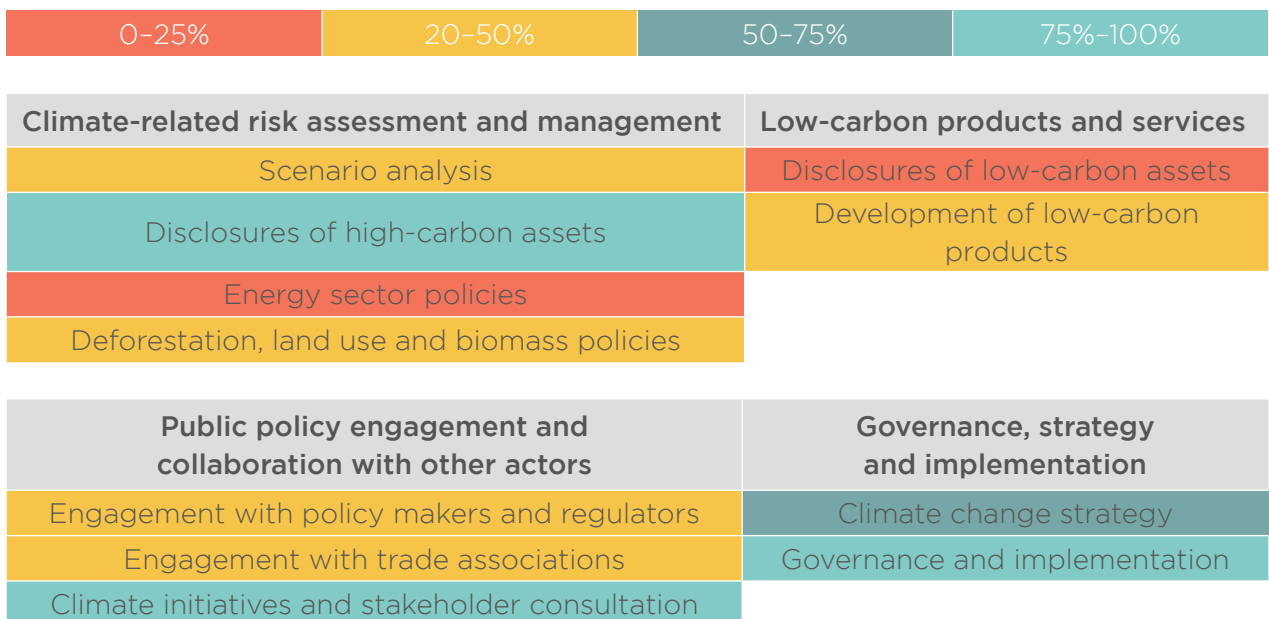 0–25% 20–50% 50–75% 75%–100%
Climate-related risk assessment and management Low-carbon products and services
Scenario analysis Disclosures of low-carbon assets
Disclosures of high-carbon assets Development of low-carbon
products
Energy sector policies
Deforestation, land use and biomass policies
Public policy engagement and
collaboration with other actors
Governance, strategy
and implementation
Engagement with policy makers and regulators Climate change strategy
Engagement with trade associations Governance and implementation
Climate initiatives and stakeholder consultation